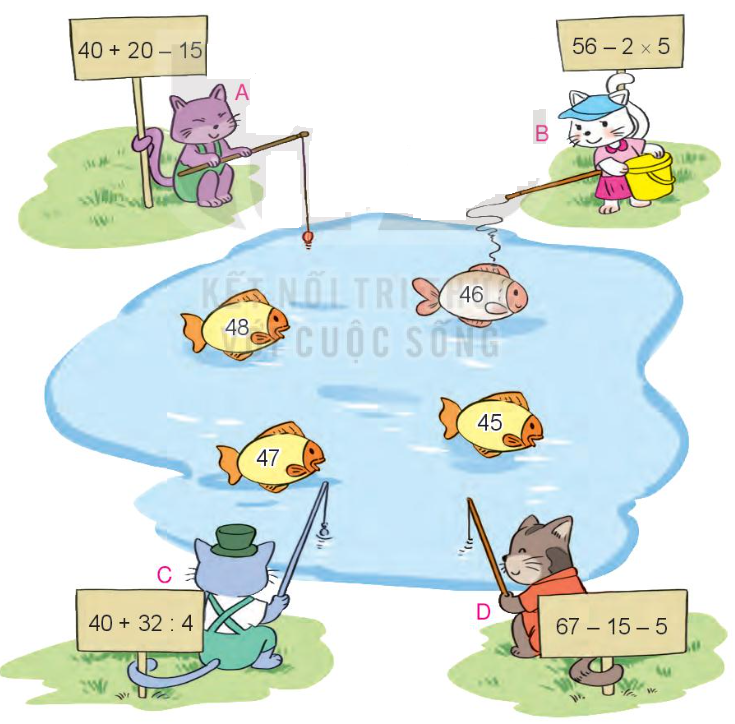 40 + 20 – 15
56 – 2 × 5
A
B
KẾT NỐI TRI THỨC
VỚI CUỘC SỐNG
46
48
45
47
C
D
40 + 32 : 4
67 – 15 – 5